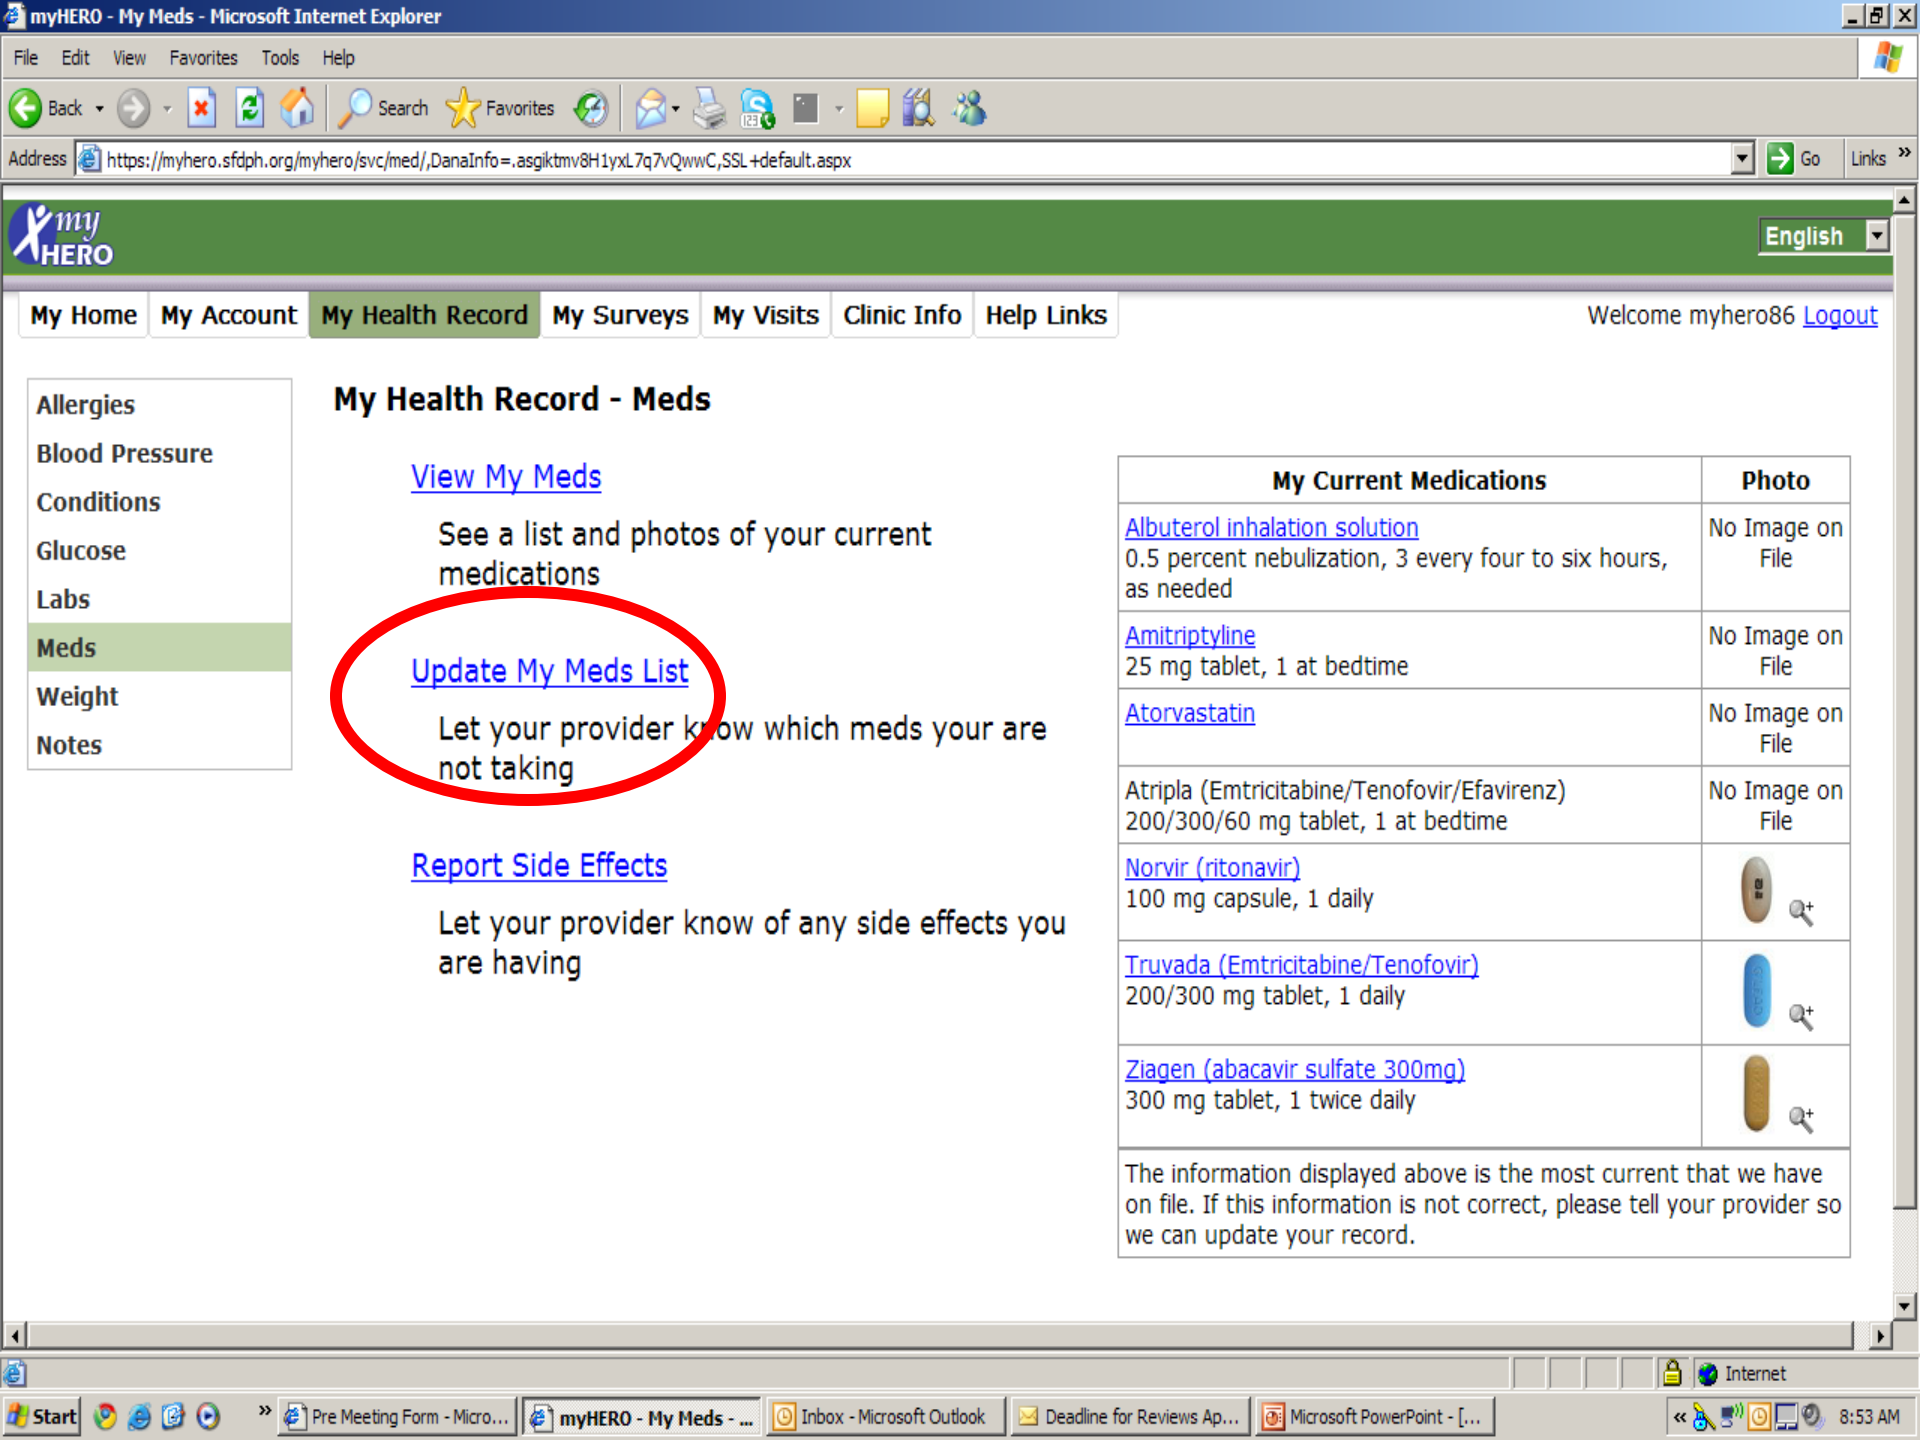 myHERO - My Meds - Microsoft Internet Explorer
File Edit View Favorites Tools Help
Back Search Favorites
Address https://myhero.sfdph.org/myhero/svc/med/,DanaInfo=.asgiktmv8H1yxL7q7vQwwC,SSL+default.aspx Go Links »
my
HERO
English
My Home My Account My Health Record My Surveys My Visits Clinic Info Help Links
Welcome myhero86 Logout
Allergies
Blood Pressure
Conditions
Glucose
Labs
Meds
Weight
Notes
My Health Record - Meds
View My Meds
See a list and photos of your current
medications
Update My Meds List
Let your provider know which meds your are
not taking
Report Side Effects
Let your provider know of any side effects you
are having
My Current Medications Photo
Albuterol inhalation solution
0.5 percent nebulization, 3 every four to six hours,
as needed
No Image on
File
Amitriptyline
25 mg tablet, 1 at bedtime
No Image on
File
Atorvastatin
No Image on
File
Atripla (Emtricitabine/Tenofovir/Efavirenz)
200/300/60 mg tablet, 1 at bedtime
No Image on
File
Norvir (ritonavir)
100 mg capsule, 1 daily
Truvada (Emtricitabine/Tenofovir)
200/300 mg tablet, 1 daily
Ziagen (abacavir sulfate 300mg)
300 mg tablet, 1 twice daily
The information displayed above is the most current that we have
on file. If this information is not correct, please tell your provider so
we can update your record.
Internet
Start » Pre Meeting Form - Micro... myHERO - My Meds - ... Inbox - Microsoft Outlook Deadline for Reviews Ap... Microsoft PowerPoint - [... « 8:53 AM